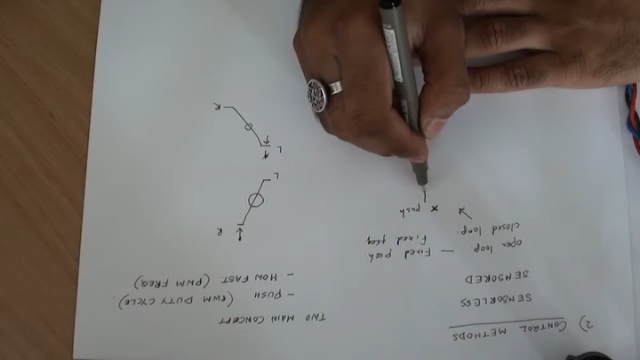 2) CONTROL METHODS
SENSORLESS
SENSORED
open loop — Fixed push
Fixed freq
closed loop
x push
TWO MAIN CONCEPT
- PUSH (PWM DUTY CYCLE)
- HOW FAST (PWM FREQ)
R
L
L
R